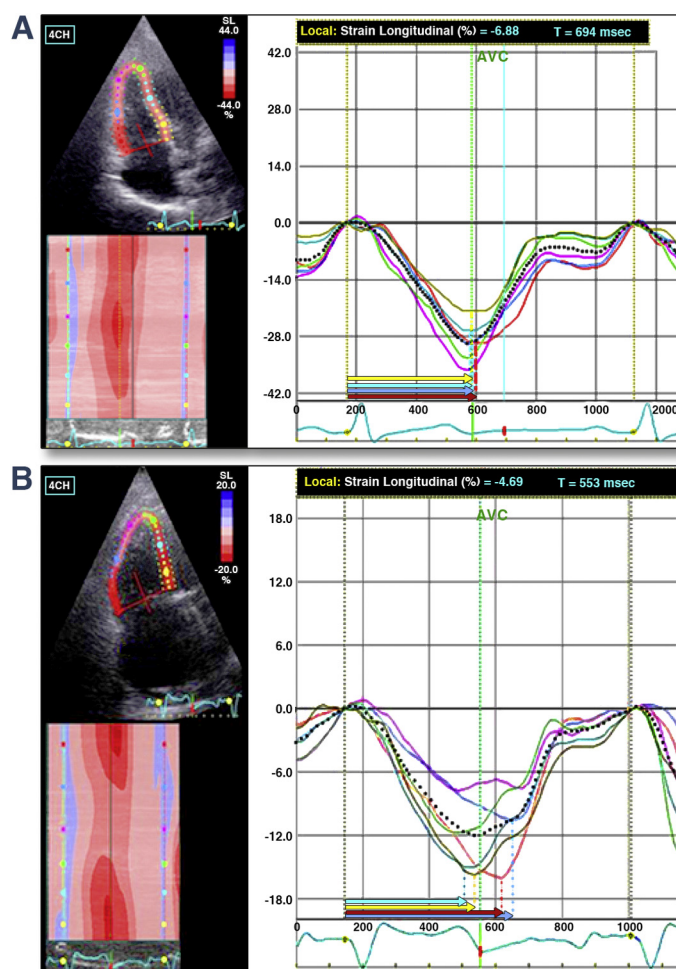 A
4CH
SL
44.0
-44.0
%
Local: Strain Longitudinal (%) = -6.88 T = 694 msec
AVC
42.0
28.0
14.0
0.0
-14.0
-28.0
-42.0
0 200 400 600 800 1000 2000
B
4CH
SL
20.0
-20.0
%
Local: Strain Longitudinal (%) = -4.69 T = 553 msec
AVC
18.0
12.0
6.0
0.0
-6.0
-12.0
-18.0
0 200 400 600 800 1000